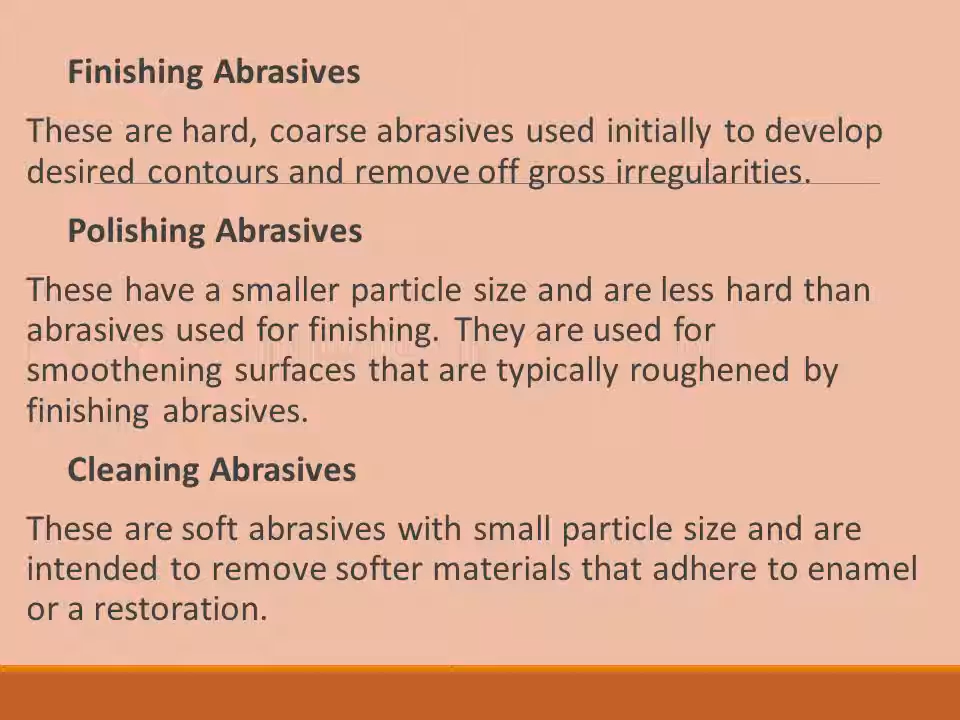 Finishing Abrasives
These are hard, coarse abrasives used initially to develop
desired contours and remove off gross irregularities.
Polishing Abrasives
These have a smaller particle size and are less hard than
abrasives used for finishing. They are used for
smoothening surfaces that are typically roughened by
finishing abrasives.
Cleaning Abrasives
These are soft abrasives with small particle size and are
intended to remove softer materials that adhere to enamel
or a restoration.